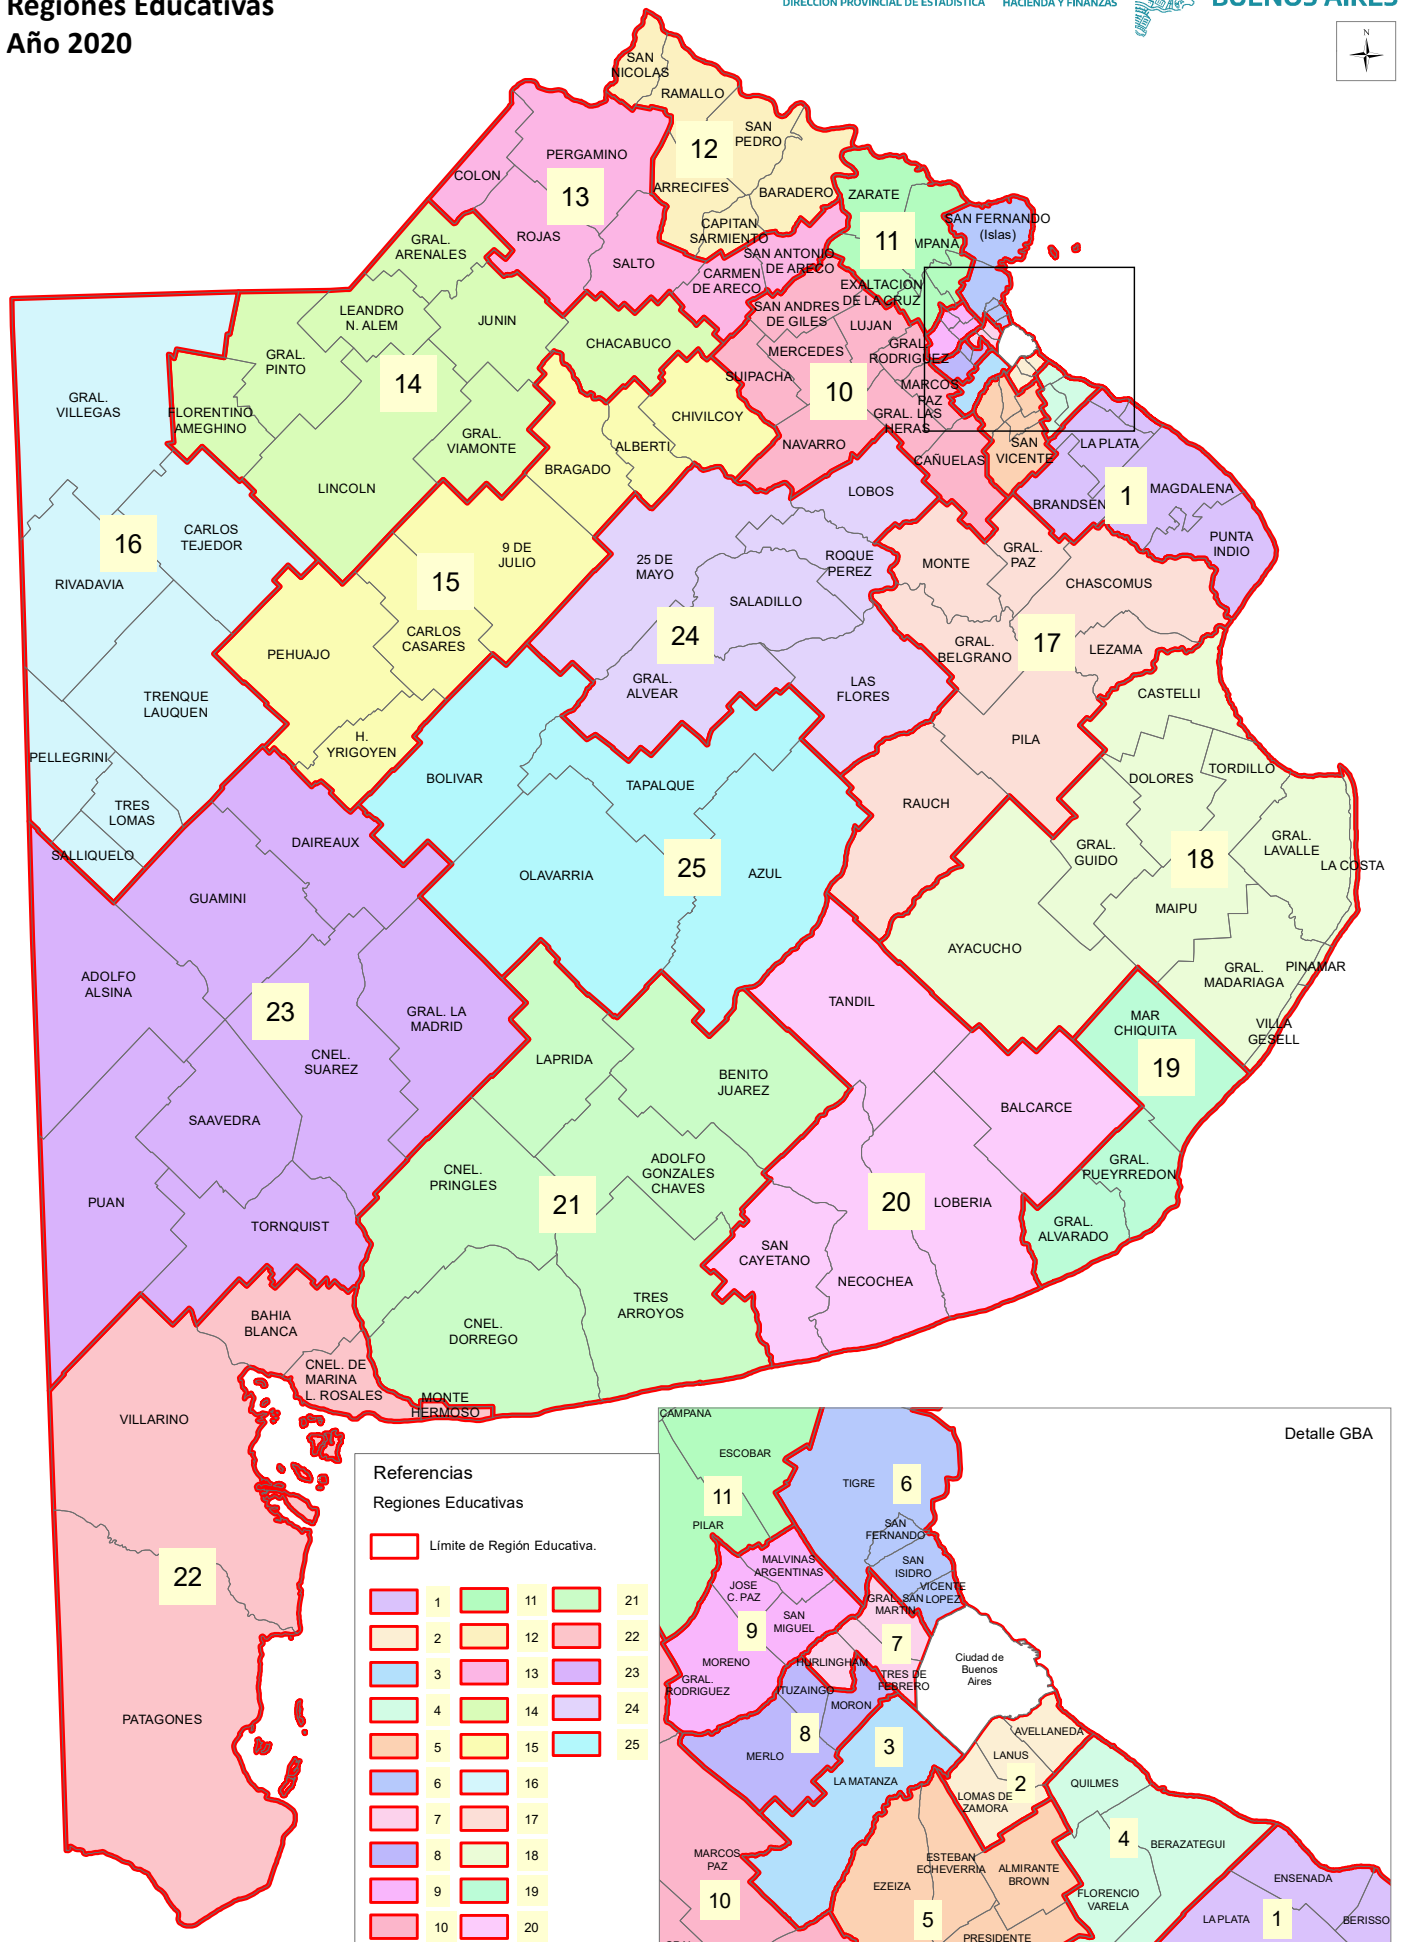 Regiones Educativas
Año 2020
DIRECCIÓN PROVINCIAL DE ESTADÍSTICA
HACIENDA Y FINANZAS
BUENOS AIRES
N
SAN
NICOLAS
RAMALLO
SAN
PEDRO
12
ARRECIFES
BARADERO
CAPITAN
SARMIENTO
PERGAMINO
COLON
13
ROJAS
SALTO
SAN ANTONIO
DE ARECO
CARMEN
DE ARECO
ZARATE
11
MPANA
EXALTACION
DE LA CRUZ
SAN FERNANDO
(Islas)
GRAL.
ARENALES
LEANDRO
N. ALEM
JUNIN
GRAL.
PINTO
14
FLORENTINO
AMEGHINO
GRAL.
VIAMONTE
LINCOLN
CHACABUCO
SAN ANDRES
DE GILES
LUJAN
MERCEDES
GRAL.
RODRIGUEZ
SUIPACHA
10
MARCOS
PAZ
GRAL. LAS
HERAS
NAVARRO
CAÑUELAS
SAN
VICENTE
LA PLATA
1
BRANDSEN
MAGDALENA
PUNTA
INDIO
GRAL.
VILLEGAS
16
CARLOS
TEJEDOR
RIVADAVIA
TRENQUE
LAUQUEN
PELLEGRINI
TRES
LOMAS
SALLIQUELO
CHIVILCOY
ALBERTI
BRAGADO
9 DE
JULIO
15
CARLOS
CASARES
PEHUAJO
H.
YRIGOYEN
LOBOS
25 DE
MAYO
ROQUE
PEREZ
SALADILLO
24
GRAL.
ALVEAR
LAS
FLORES
MONTE
GRAL.
PAZ
CHASCOMUS
GRAL.
BELGRANO
17
LEZAMA
PILA
RAUCH
CASTELLI
DOLORES
TORDILLO
GRAL.
GUIDO
18
GRAL.
LAVALLE
LA COSTA
MAIPU
AYACUCHO
GRAL.
MADARIAGA
PINAMAR
VILLA
GESELL
BOLIVAR
TAPALQUE
OLAVARRIA
25
AZUL
DAIREAUX
GUAMINI
ADOLFO
ALSINA
23
GRAL. LA
MADRID
CNEL.
SUAREZ
SAAVEDRA
PUAN
TORNQUIST
TANDIL
MAR
CHIQUITA
19
BALCARCE
GRAL.
PUEYRREDON
GRAL.
ALVARADO
20
LOBERIA
SAN
CAYETANO
NECOCHEA
LAPRIDA
BENITO
JUAREZ
CNEL.
PRINGLES
ADOLFO
GONZALES
CHAVES
21
TRES
ARROYOS
CNEL.
DORREGO
BAHIA
BLANCA
CNEL. DE
MARINA
L. ROSALES
MONTE
HERMOSO
VILLARINO
22
PATAGONES
Referencias
Regiones Educativas
Límite de Región Educativa.
1 11 21
2 12 22
3 13 23
4 14 24
5 15 25
6 16
7 17
8 18
9 19
10 20
Detalle GBA
CAMPANA
ESCOBAR
11
PILAR
TIGRE
6
SAN
FERNANDO
SAN
ISIDRO
VICENTE
LOPEZ
MALVINAS
ARGENTINAS
JOSE
C. PAZ
SAN
MIGUEL
9
MORENO
GRAL.
RODRIGUEZ
GRAL. SAN
MARTIN
7
HURLINGHAM
TRES DE
FEBRERO
Ciudad de
Buenos
Aires
ITUZAINGO
MORON
8
MERLO
3
LA MATANZA
AVELLANEDA
LANUS
2
LOMAS DE
ZAMORA
QUILMES
4
BERAZATEGUI
FLORENCIO
VARELA
MARCOS
PAZ
10
ESTEBAN
ECHEVERRIA
EZEIZA
ALMIRANTE
BROWN
5
PRESIDENTE
ENSENADA
LA PLATA
1
BERISSO